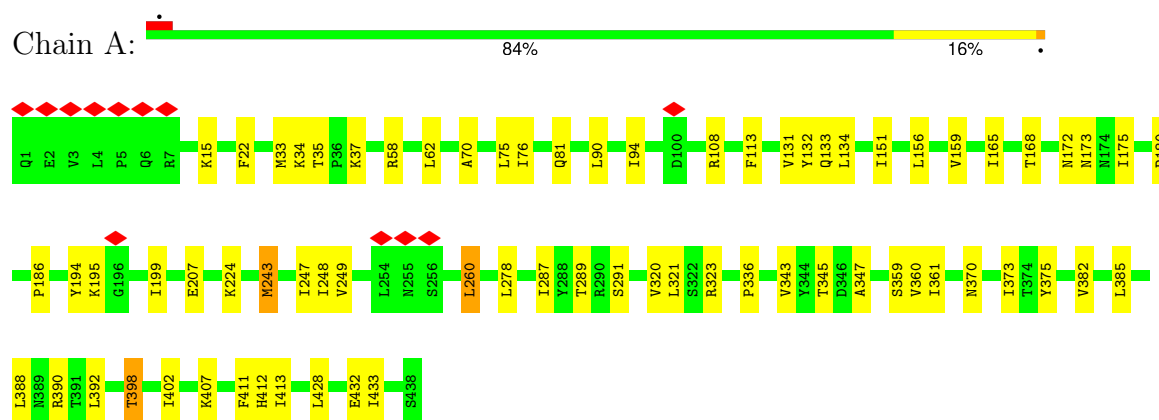 Chain A:
84% 16%
Q1 E2 V3 L4 P5 Q6 R7 K15 F22 M33 K34 T35 P36 K37 R58 L62 A70 L75 I76 Q81 L90 I94 D100 R108 F113 V131 Y132 Q133 L134 I151 L156 V159 I165 T168 N172 N173 N174 I175
P186 Y194 K195 G196 I199 E207 K224 M243 I247 I248 V249 L254 N255 S256 L260 L278 I287 Y288 T289 R290 S291 V320 L321 S322 R323 P336 V343 Y344 T345 D346 A347 S359 V360 I361 N370 I373 T374 Y375 V382 L385
L388 N389 R390 T391 L392 T398 I402 K407 F411 H412 I413 L428 E432 I433 S438